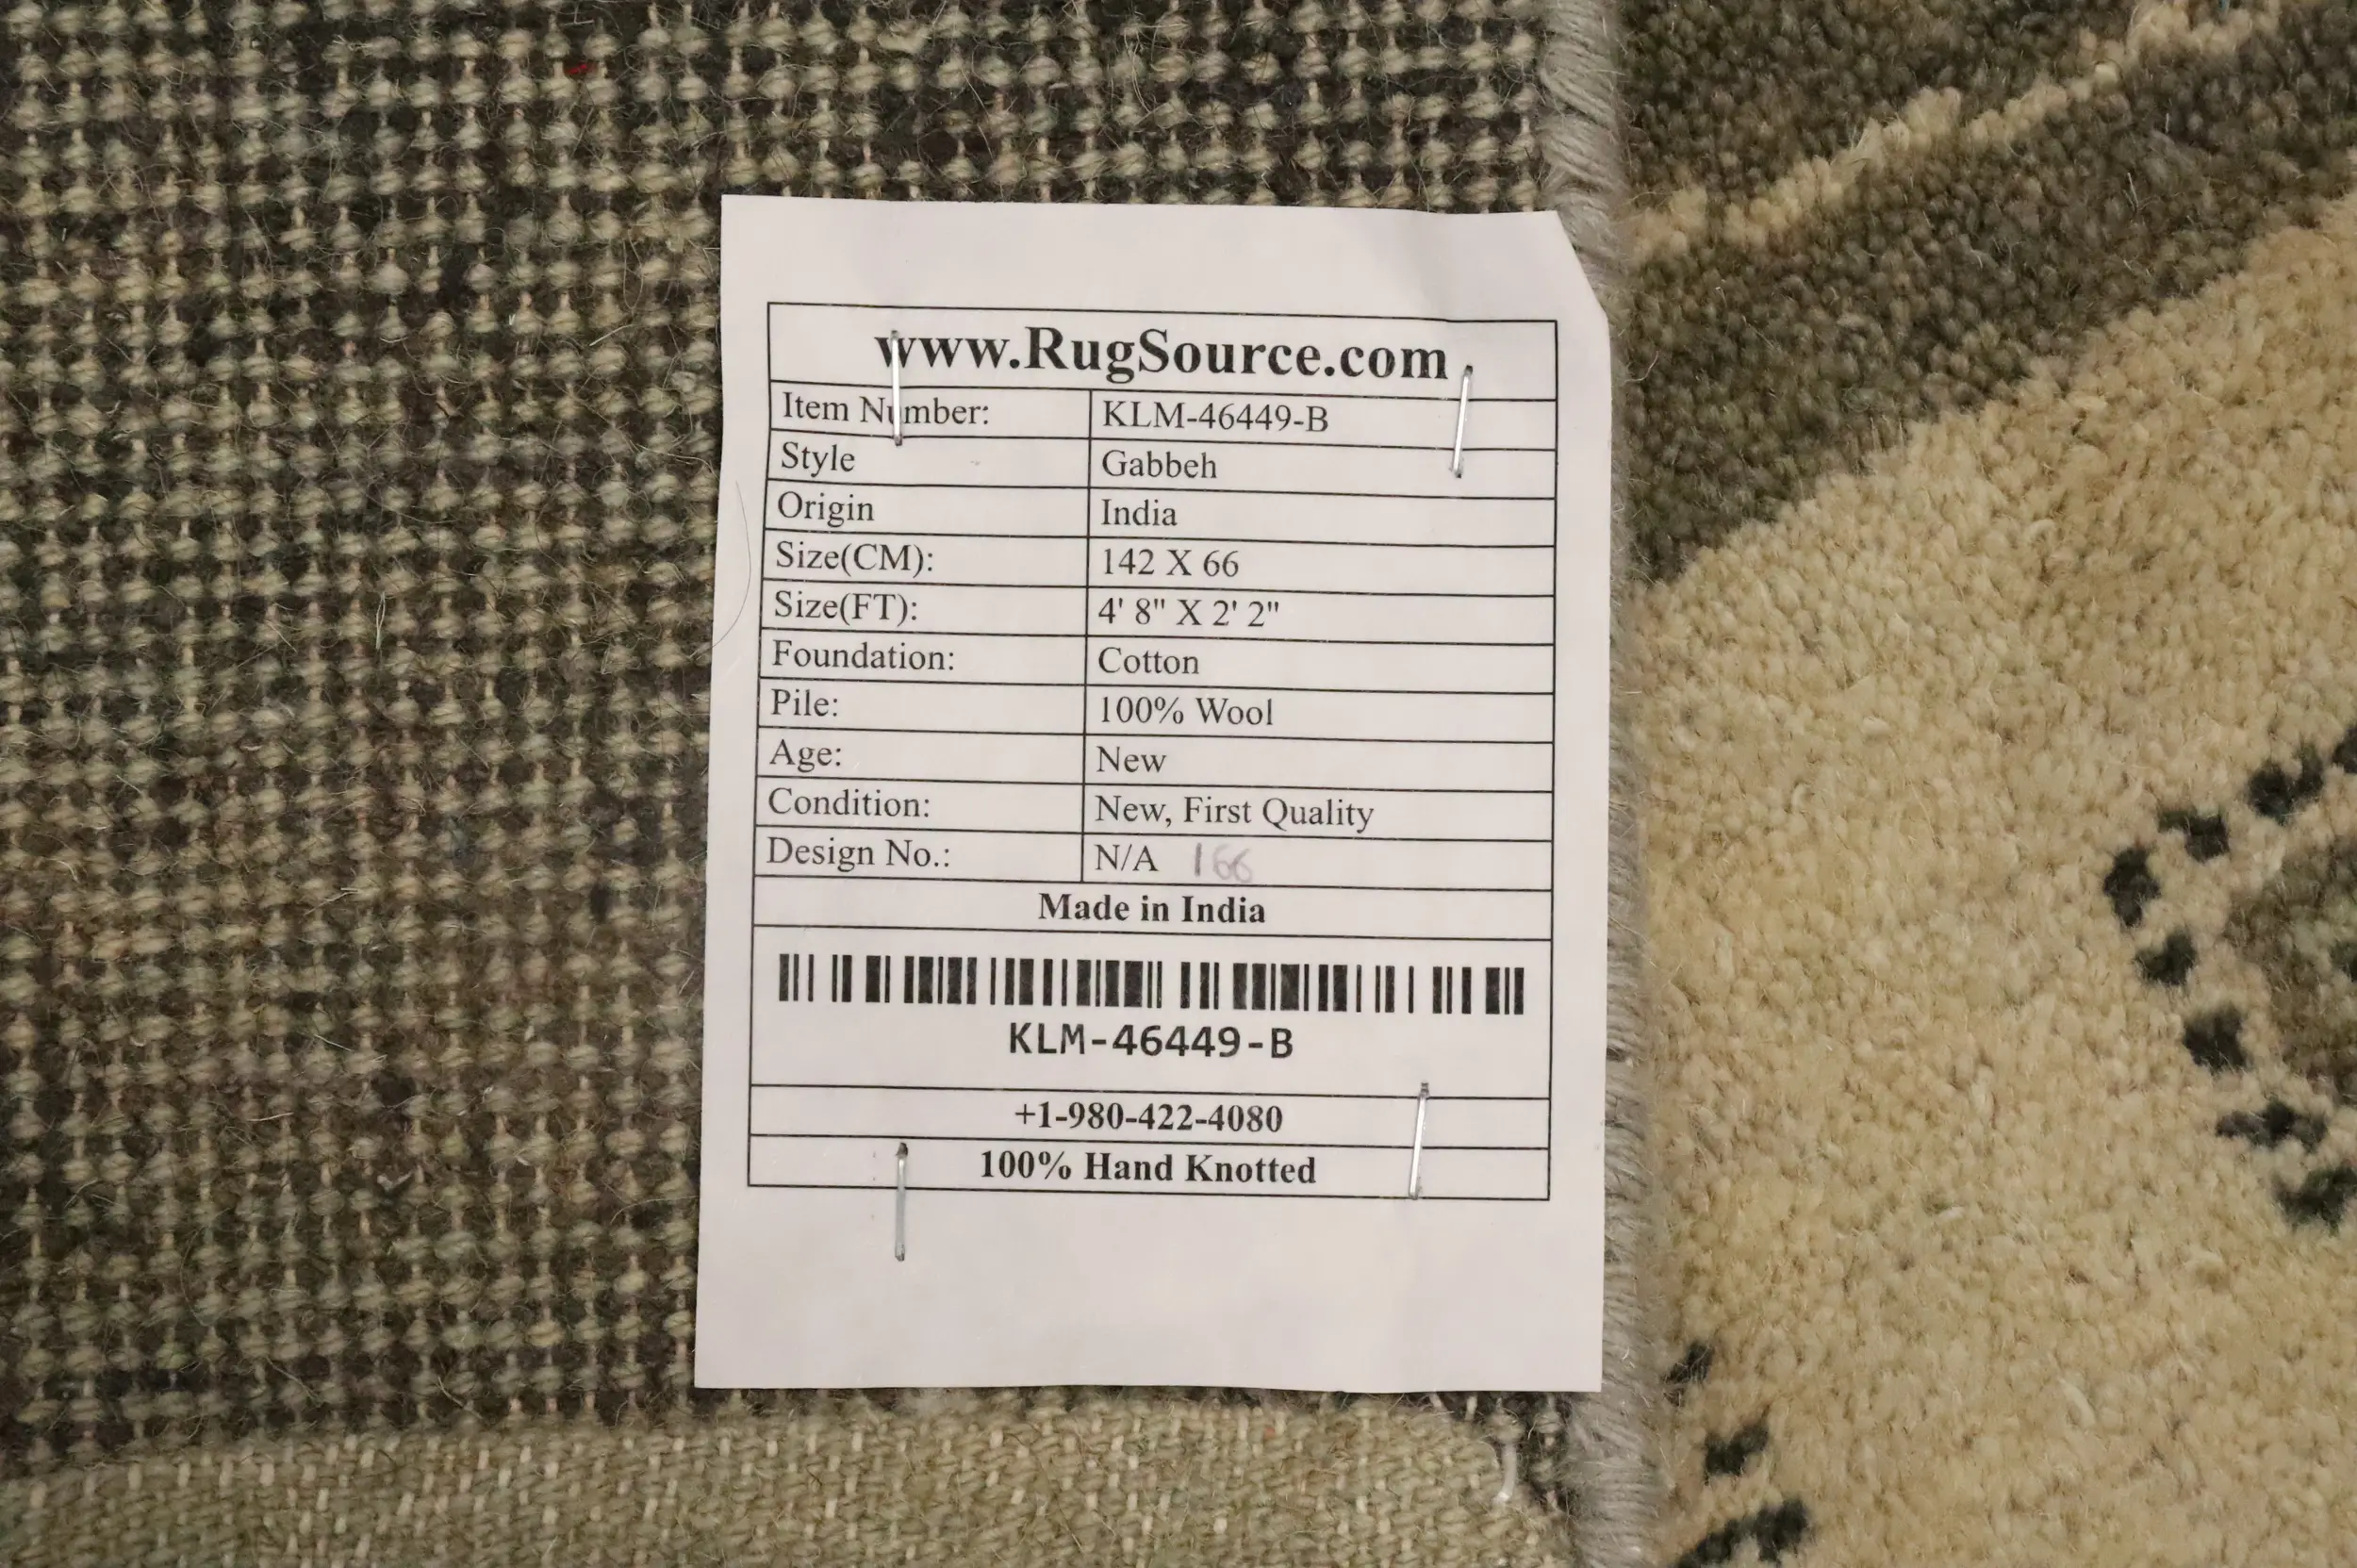 www.RugSource.com
Item Number: KLM-46449-B
Style Gabbeh
Origin India
Size(CM): 142 X 66
Size(FT): 4' 8" X 2' 2"
Foundation: Cotton
Pile: 100% Wool
Age: New
Condition: New, First Quality
Design No.: N/A 166
Made in India
KLM-46449-B
+1-980-422-4080
100% Hand Knotted